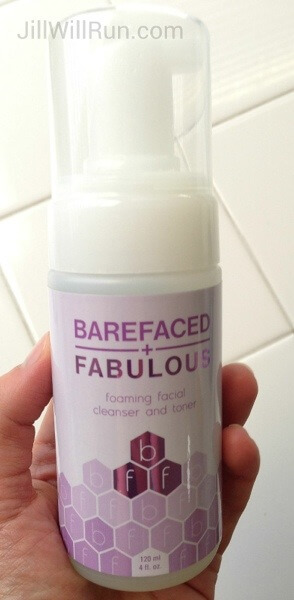 JillWillRun.com
BAREFACED
+
FABULOUS
foaming facial
cleanser and toner
b
f f
120 ml
4 fl. oz.